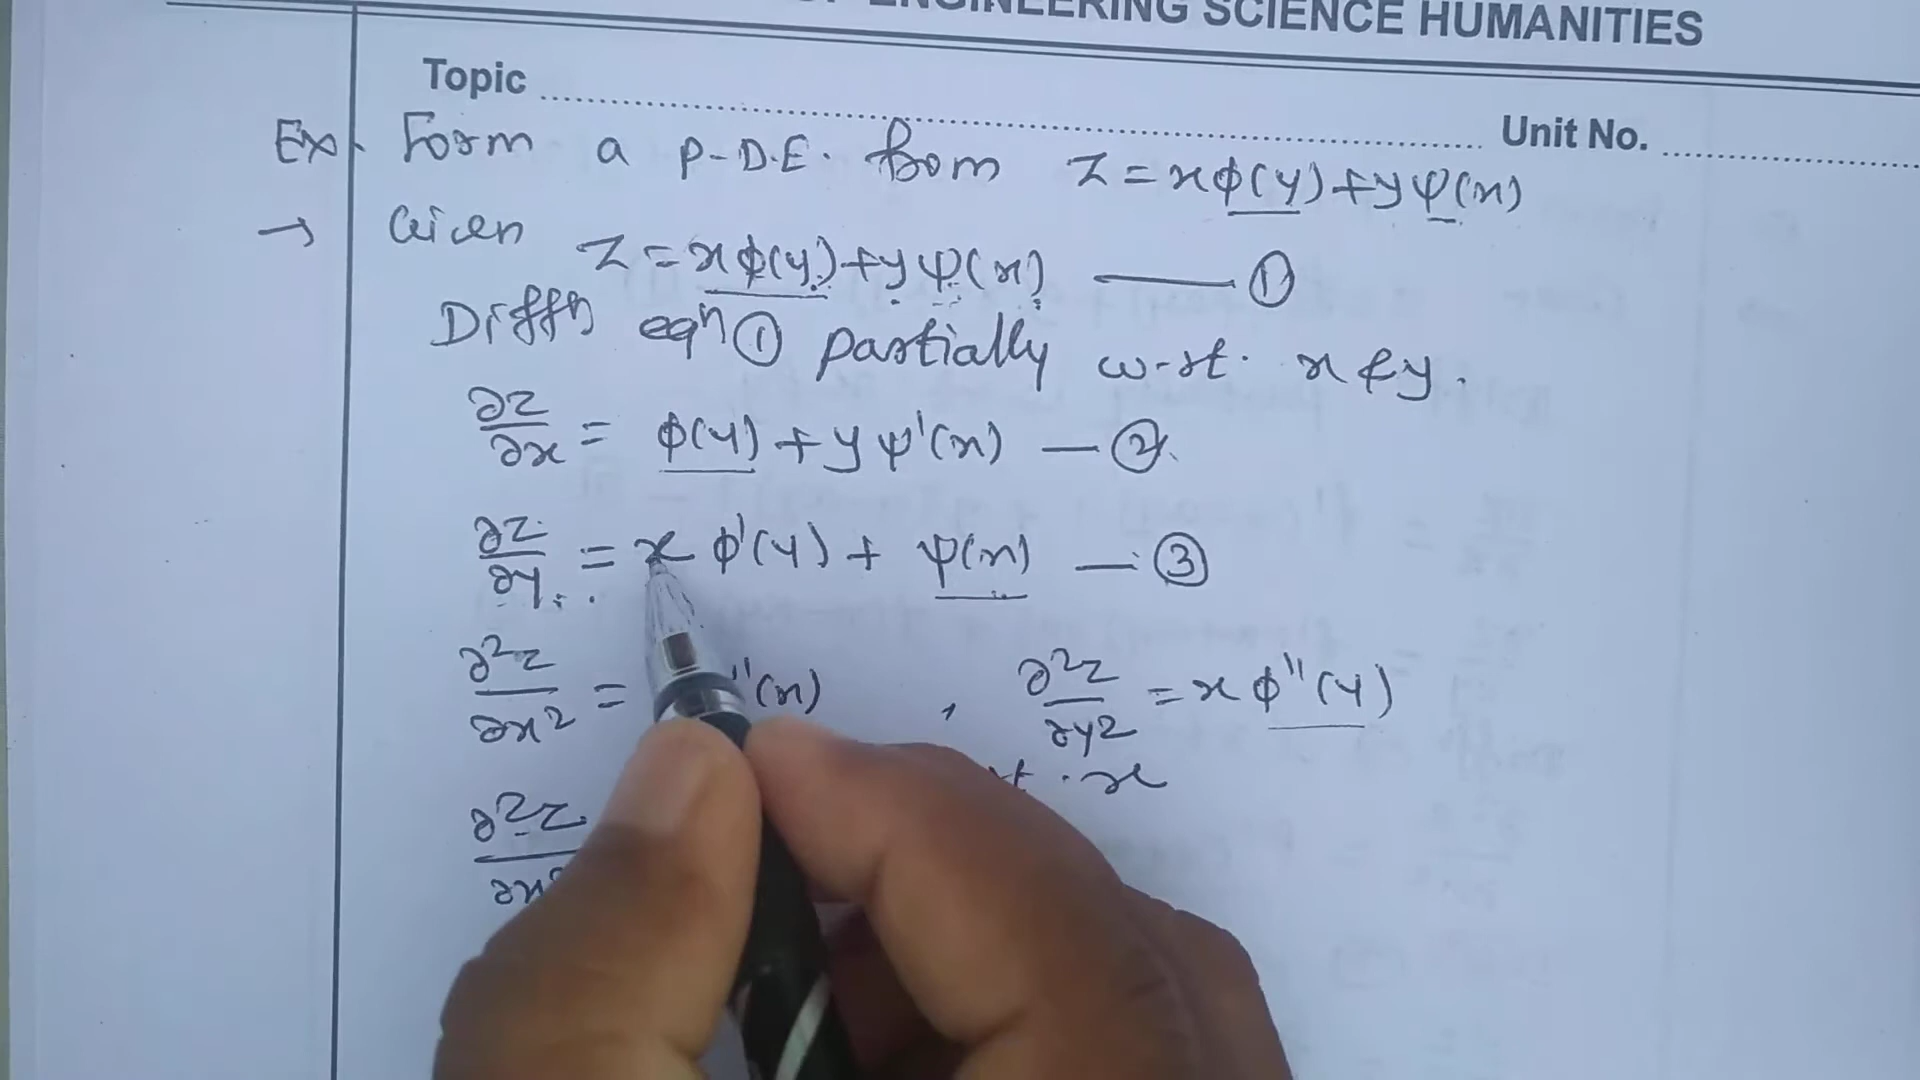 ENGINEERING SCIENCE HUMANITIES
Topic
Unit No.
Ex. Form a P.D.E. from z = xϕ(y) + yψ(x)
→ Given z = xϕ(y) + yψ(x) — ①
Diffn eqn ① partially w.r.t. x & y.
∂z/∂x = ϕ(y) + yψ'(x) — ②
∂z/∂y = xϕ'(y) + ψ(x) — ③
∂²z/∂x² = "(x) , ∂²z/∂y² = xϕ''(y)
t. x
∂²z
∂x